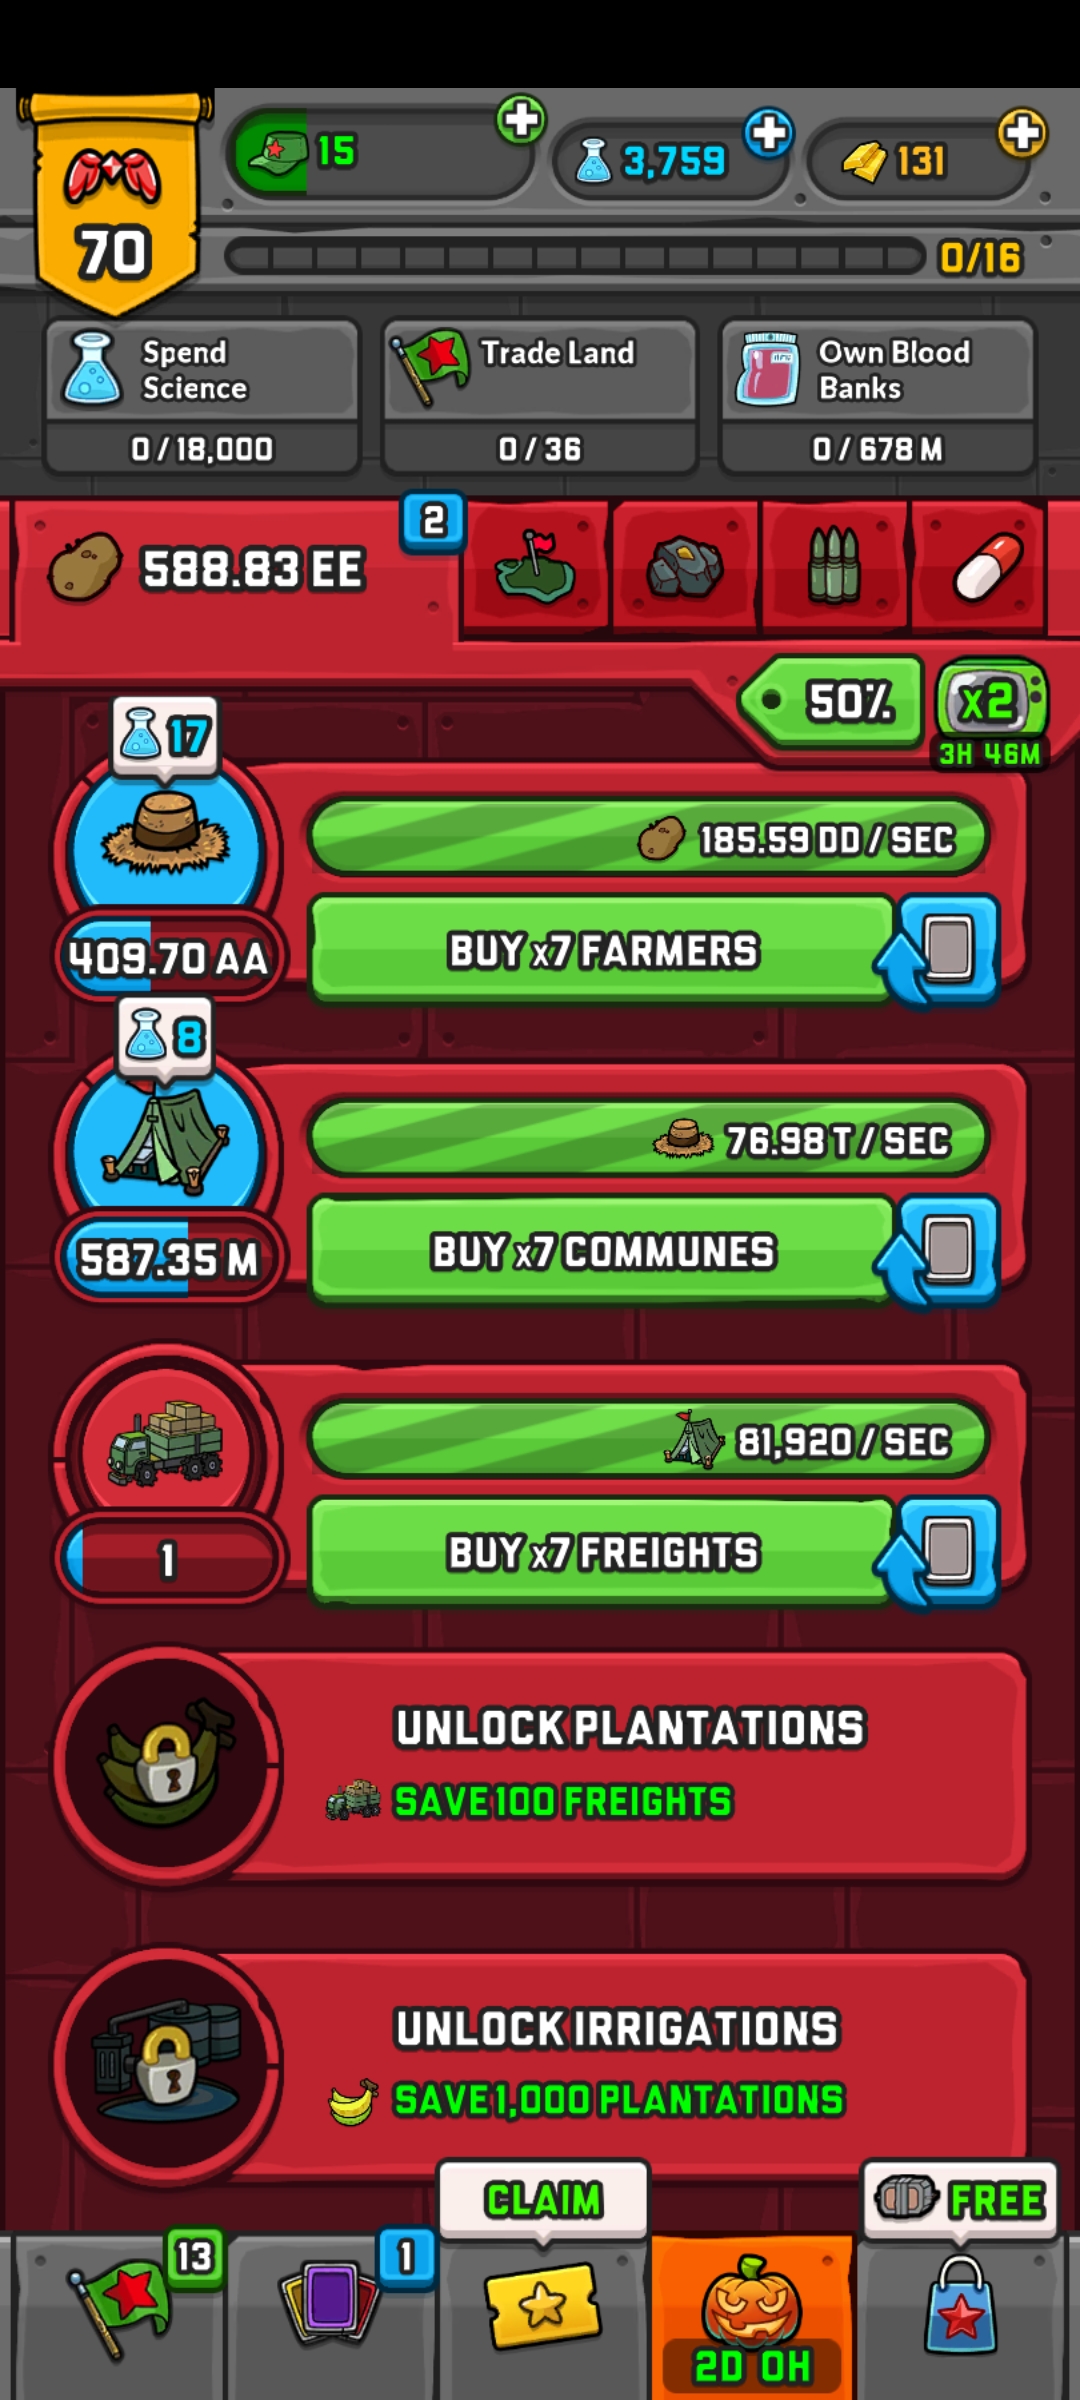 70
15
3,759
131
0/16
Spend
Science
0 / 18,000
Trade Land
0 / 36
Own Blood
Banks
0 / 678 M
588.83 EE
2
50%
x2
3H 46M
17
185.59 DD / SEC
BUY x7 FARMERS
409.70 AA
8
76.98 T / SEC
BUY x7 COMMUNES
587.35 M
81,920 / SEC
BUY x7 FREIGHTS
1
UNLOCK PLANTATIONS
SAVE 100 FREIGHTS
UNLOCK IRRIGATIONS
SAVE 1,000 PLANTATIONS
CLAIM
FREE
13
1
2D 0H